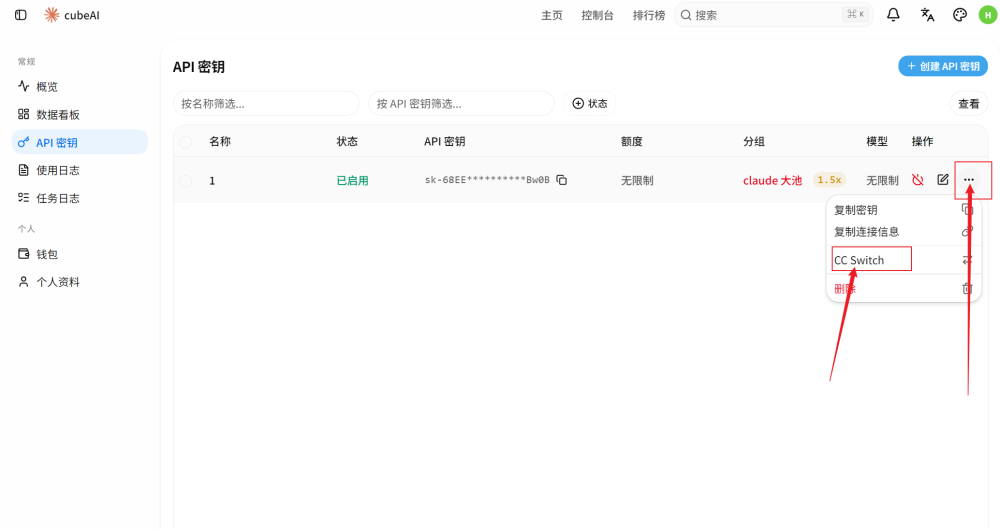 cubeAI
主页 控制台 排行榜 搜索 ⌘ K H
常规
概览
数据看板
API 密钥
使用日志
任务日志
个人
钱包
个人资料
API 密钥
+ 创建 API 密钥
按名称筛选... 按 API 密钥筛选... 状态 查看
名称 状态 API 密钥 额度 分组 模型 操作
1 已启用 sk-68EE**********Bw0B 无限制 claude 大池 1.5x 无限制
复制密钥
复制连接信息
CC Switch
删除